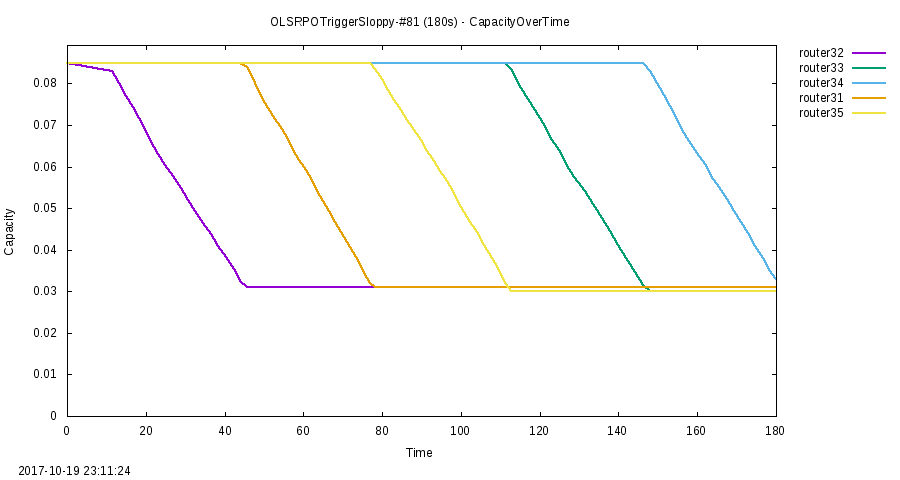 OLSRPOTriggerSloppy-#81 (180s) - CapacityOverTime
router32
router33
router34
router31
router35
0.08
0.07
0.06
0.05
0.04
0.03
0.02
0.01
0
Capacity
0 20 40 60 80 100 120 140 160 180
Time
2017-10-19 23:11:24